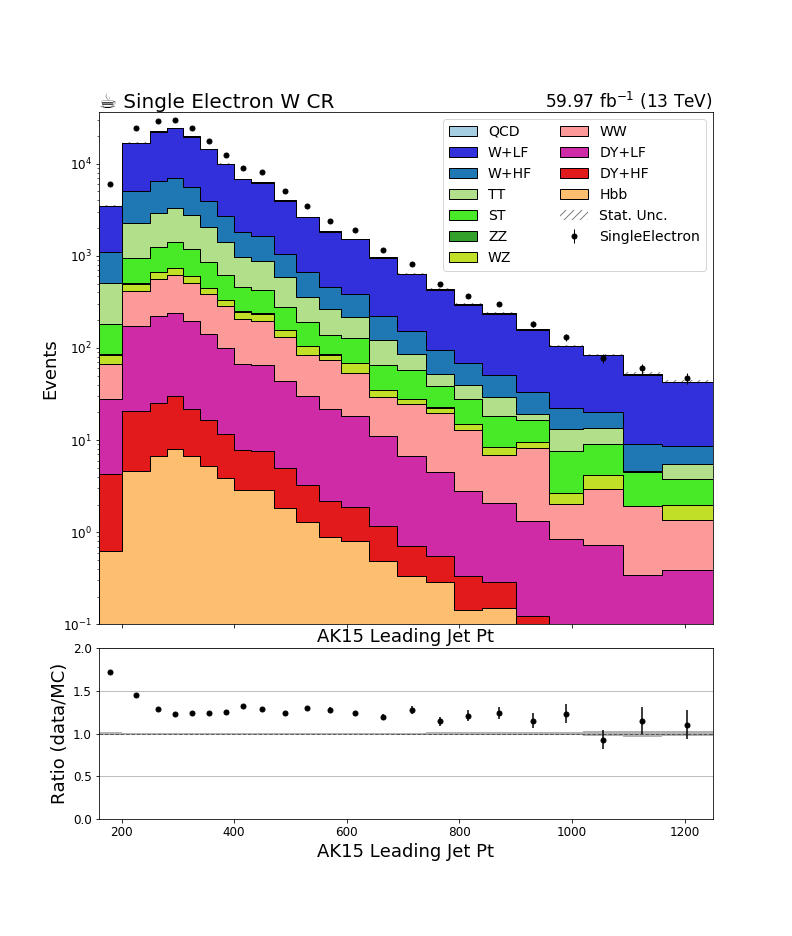 ☕ Single Electron W CR
59.97 fb⁻¹ (13 TeV)
QCD
W+LF
W+HF
TT
ST
ZZ
WZ
WW
DY+LF
DY+HF
Hbb
Stat. Unc.
SingleElectron
Events
10⁴
10³
10²
10¹
10⁰
10⁻¹
AK15 Leading Jet Pt
Ratio (data/MC)
2.0
1.5
1.0
0.5
0.0
200 400 600 800 1000 1200
AK15 Leading Jet Pt